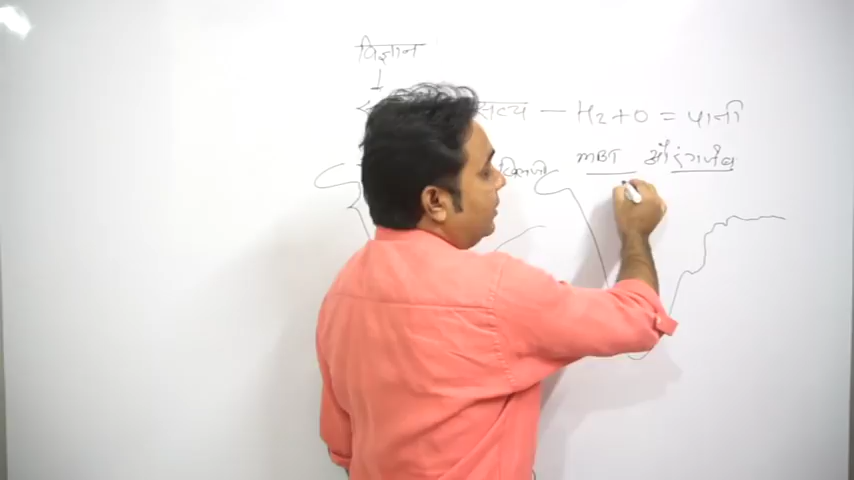 विज्ञान
सत्य — H2+O = पानी
MBT औरंगजेब